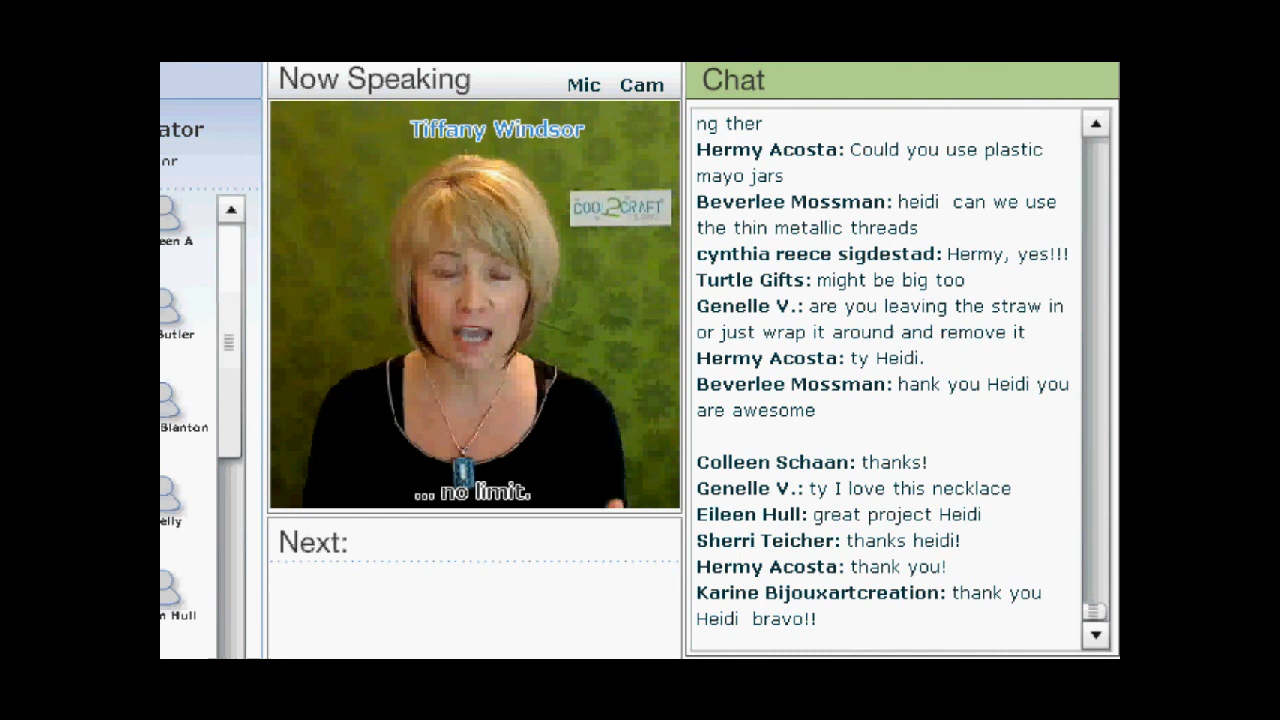 ator
or
een A
Butler
Blanton
elly
n Hull
Now Speaking
Mic Cam
Tiffany Windsor
COOL2CRAFT
... no limit.
Next:
Chat
ng ther
Hermy Acosta: Could you use plastic
mayo jars
Beverlee Mossman: heidi can we use
the thin metallic threads
cynthia reece sigdestad: Hermy, yes!!!
Turtle Gifts: might be big too
Genelle V.: are you leaving the straw in
or just wrap it around and remove it
Hermy Acosta: ty Heidi.
Beverlee Mossman: hank you Heidi you
are awesome
Colleen Schaan: thanks!
Genelle V.: ty I love this necklace
Eileen Hull: great project Heidi
Sherri Teicher: thanks heidi!
Hermy Acosta: thank you!
Karine Bijouxartcreation: thank you
Heidi bravo!!